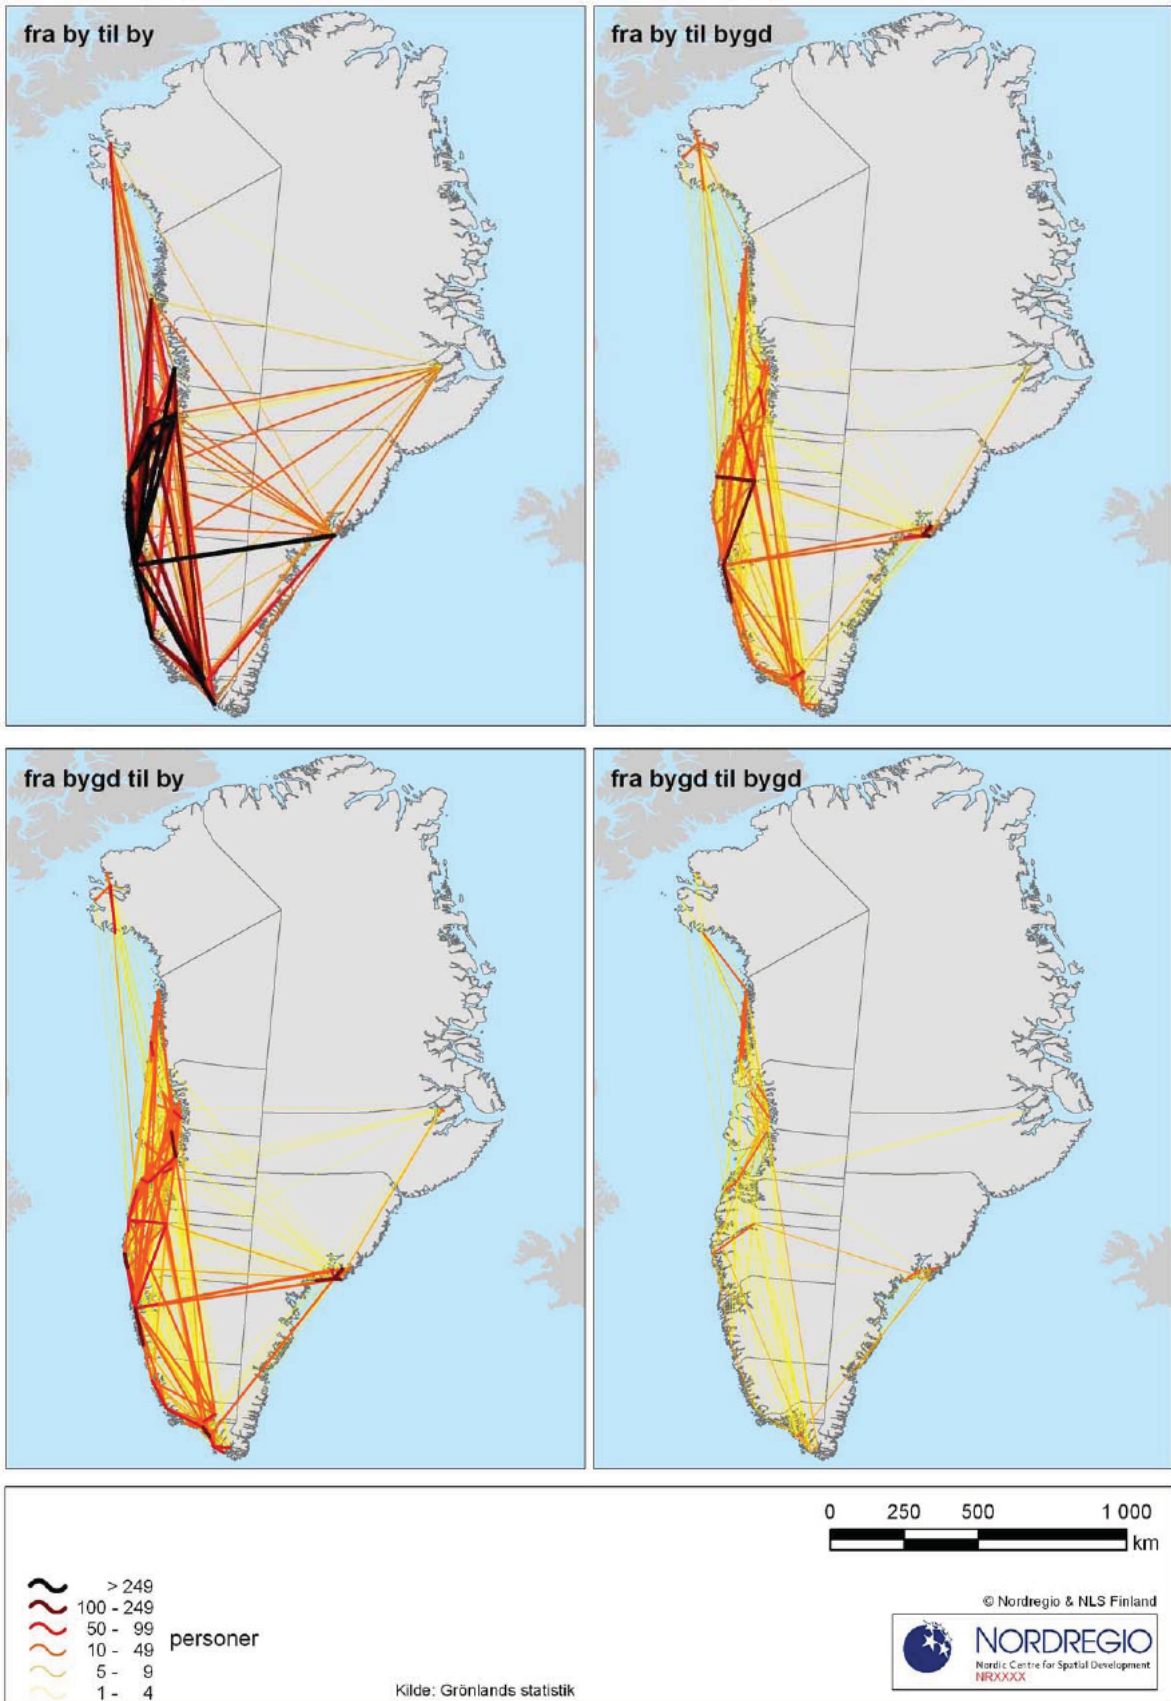 fra by til by
fra by til bygd
fra bygd til by
fra bygd til bygd
0 250 500 1 000
km
> 249
100 - 249
50 - 99
10 - 49
5 - 9
1 - 4
personer
Kilde: Grönlands statistik
© Nordregio & NLS Finland
NORDREGIO
Nordic Centre for Spatial Development
NRXXXX